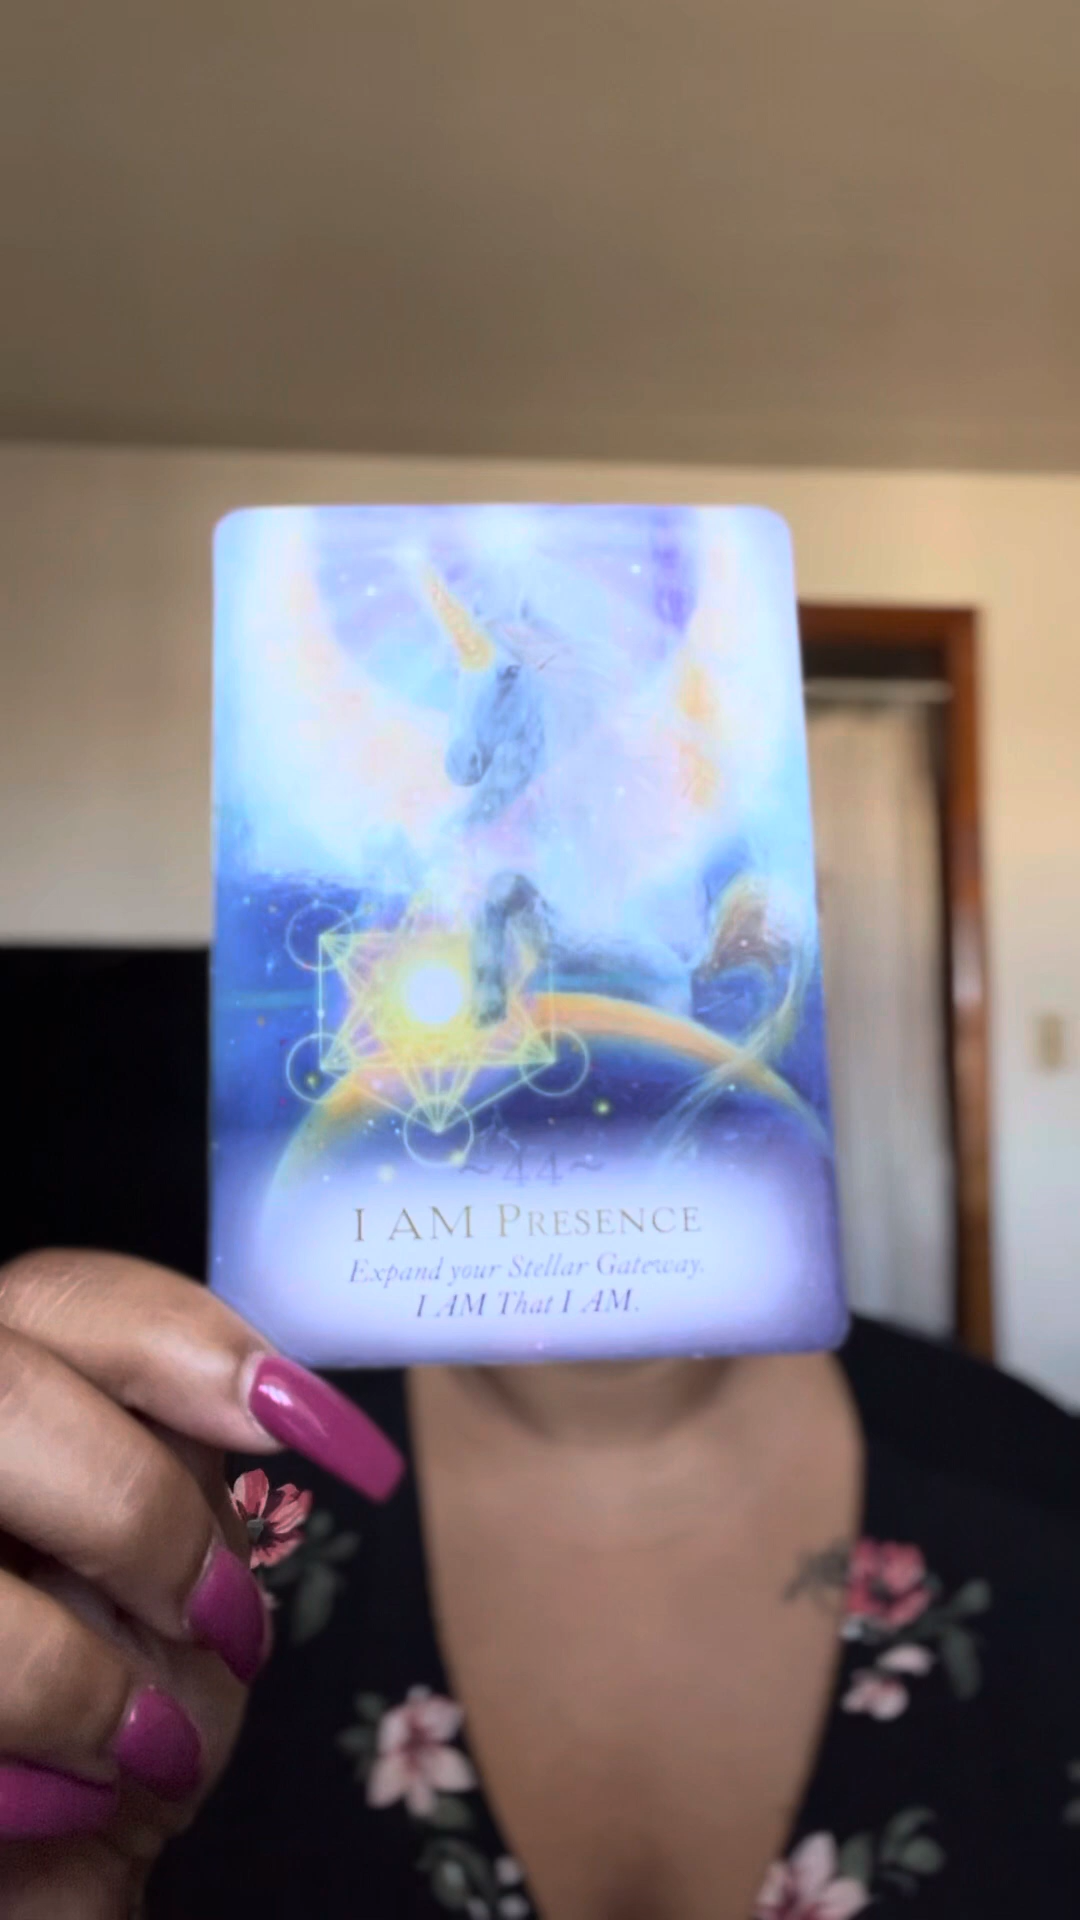 ~44~
I AM PRESENCE
Expand your Stellar Gateway.
I AM That I AM.